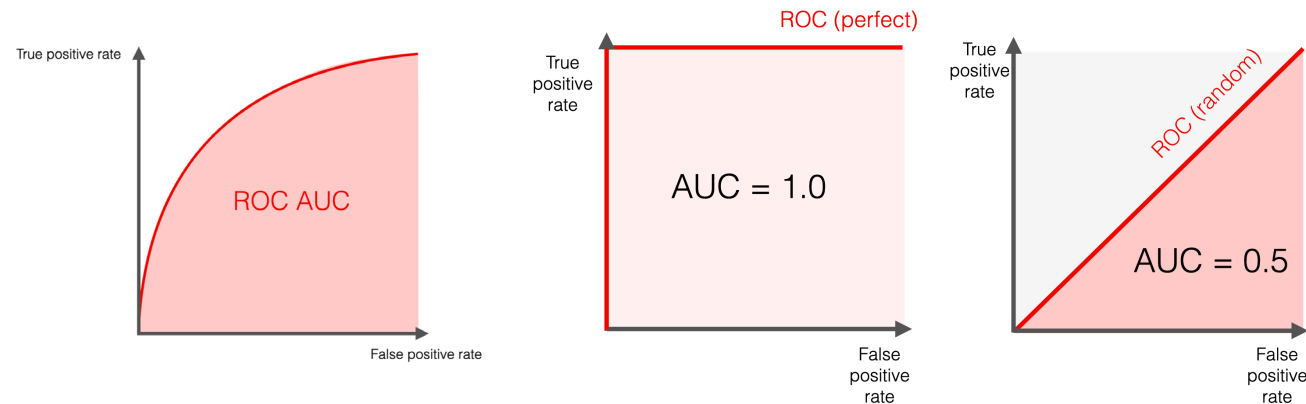 True positive rate
ROC AUC
False positive rate
ROC (perfect)
True
positive
rate
AUC = 1.0
False
positive
rate
True
positive
rate
ROC (random)
AUC = 0.5
False
positive
rate